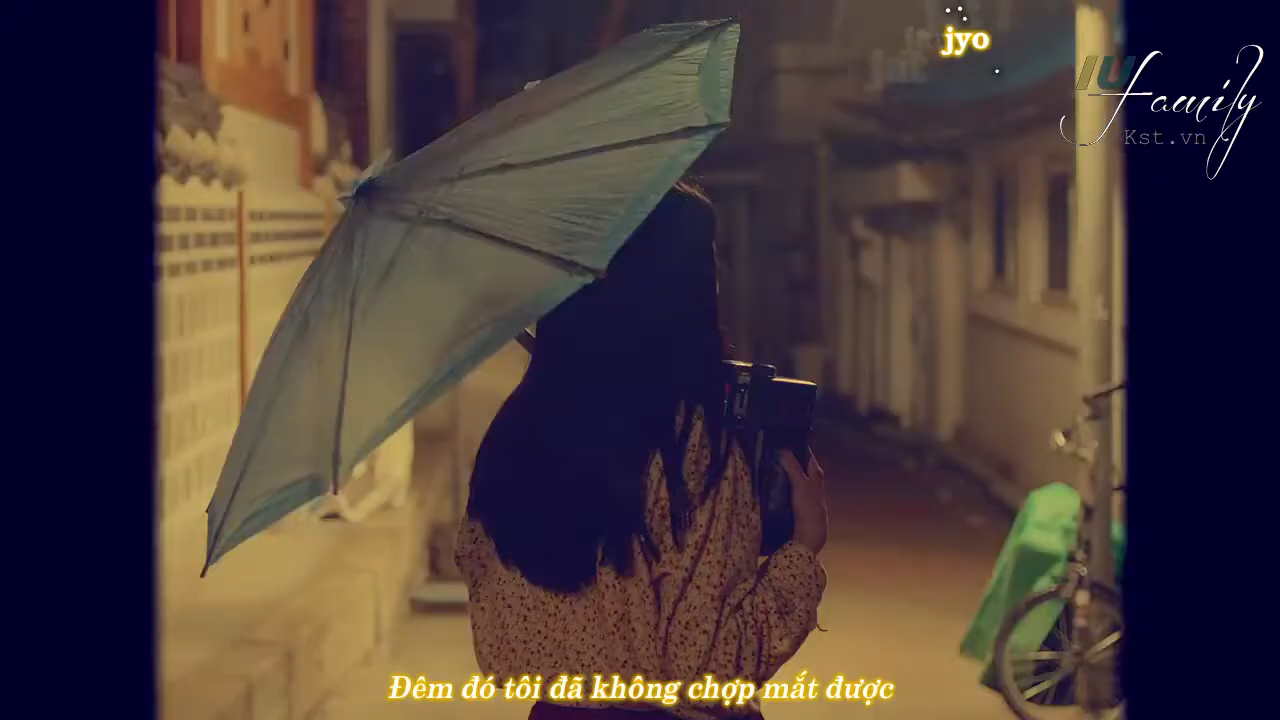 jyo
IU
Family
Kst.vn
Đêm đó tôi đã không chợp mắt được